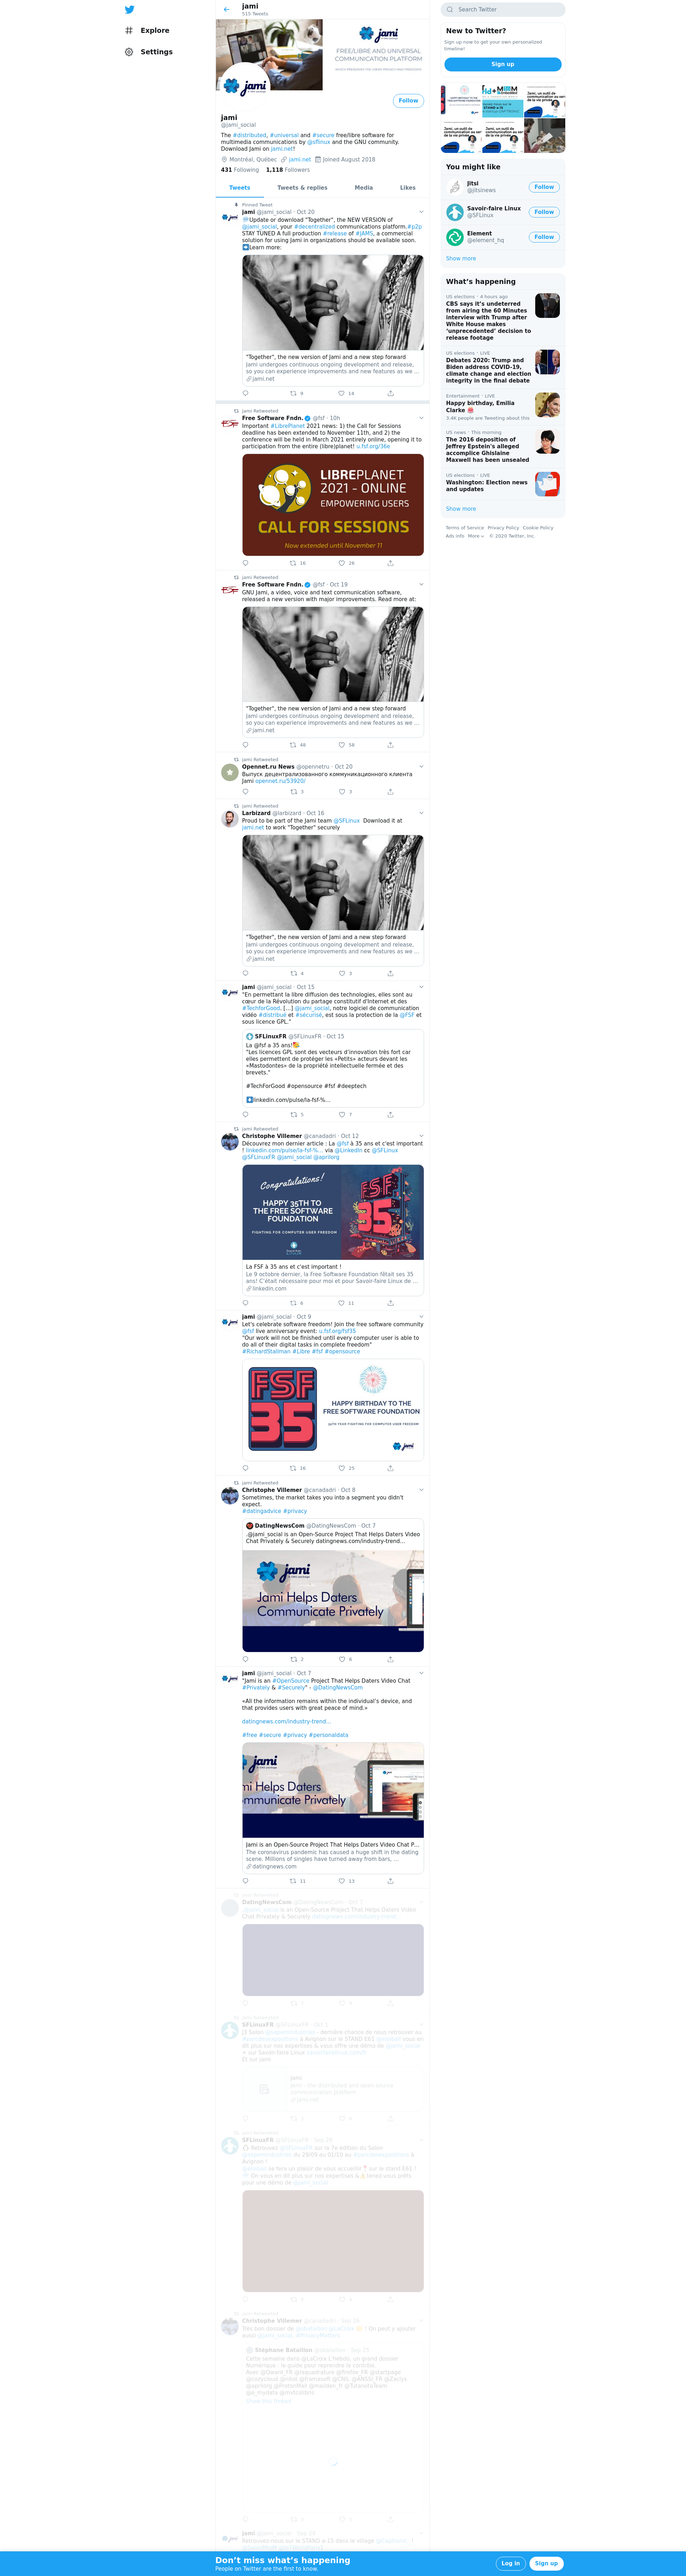 Explore
Settings
jami
515 Tweets
jami
FREE/LIBRE AND UNIVERSAL
COMMUNICATION PLATFORM
WHICH PRESERVES THE USERS' PRIVACY AND FREEDOMS
jami
Follow
jami
@jami_social
The #distributed, #universal and #secure free/libre software for
multimedia communications by @sflinux and the GNU community.
Download Jami on jami.net!
Montréal, Québec jami.net Joined August 2018
431 Following 1,118 Followers
Tweets Tweets & replies Media Likes
Pinned Tweet
jami @jami_social · Oct 20
Update or download "Together", the NEW VERSION of
@jami_social, your #decentralized communications platform.#p2p
STAY TUNED A full production #release of #JAMS, a commercial
solution for using Jami in organizations should be available soon.
Learn more:
"Together", the new version of Jami and a new step forward
Jami undergoes continuous ongoing development and release,
so you can experience improvements and new features as we ...
jami.net
9 14
jami Retweeted
Free Software Fndn. @fsf · 10h
Important #LibrePlanet 2021 news: 1) the Call for Sessions
deadline has been extended to November 11th, and 2) the
conference will be held in March 2021 entirely online, opening it to
participation from the entire (libre)planet! u.fsf.org/36e
LIBREPLANET
2021 - ONLINE
EMPOWERING USERS
CALL FOR SESSIONS
Now extended until November 11
16 26
jami Retweeted
Free Software Fndn. @fsf · Oct 19
GNU Jami, a video, voice and text communication software,
released a new version with major improvements. Read more at:
"Together", the new version of Jami and a new step forward
Jami undergoes continuous ongoing development and release,
so you can experience improvements and new features as we ...
jami.net
48 58
jami Retweeted
Opennet.ru News @opennetru · Oct 20
Выпуск децентрализованного коммуникационного клиента
Jami opennet.ru/53920/
3 3
jami Retweeted
Larbizard @larbizard · Oct 16
Proud to be part of the Jami team @SFLinux Download it at
jami.net to work "Together" securely
"Together", the new version of Jami and a new step forward
Jami undergoes continuous ongoing development and release,
so you can experience improvements and new features as we ...
jami.net
4 3
jami @jami_social · Oct 15
"En permettant la libre diffusion des technologies, elles sont au
cœur de la Révolution du partage constitutif d'Internet et des
#TechforGood. [...] @jami_social, notre logiciel de communication
vidéo #distribué et #sécurisé, est sous la protection de la @FSF et
sous licence GPL."
SFLinuxFR @SFLinuxFR · Oct 15
La @fsf a 35 ans!
"Les licences GPL sont des vecteurs d'innovation très fort car
elles permettent de protéger les «Petits» acteurs devant les
«Mastodontes» de la propriété intellectuelle fermée et des
brevets."
#TechForGood #opensource #fsf #deeptech
linkedin.com/pulse/la-fsf-%...
5 7
jami Retweeted
Christophe Villemer @canadadri · Oct 12
Découvrez mon dernier article : La @fsf à 35 ans et c'est important
! linkedin.com/pulse/la-fsf-%... via @LinkedIn cc @SFLinux
@SFLinuxFR @jami_social @aprilorg
Congratulations!
HAPPY 35TH TO
THE FREE SOFTWARE
FOUNDATION
FIGHTING FOR COMPUTER USER FREEDOM
FSF
35
La FSF à 35 ans et c'est important !
Le 9 octobre dernier, la Free Software Foundation fêtait ses 35
ans! C'était nécessaire pour moi et pour Savoir-faire Linux de ...
linkedin.com
6 11
jami @jami_social · Oct 9
Let's celebrate software freedom! Join the free software community
@fsf live anniversary event: u.fsf.org/fsf35
"Our work will not be finished until every computer user is able to
do all of their digital tasks in complete freedom"
#RichardStallman #Libre #fsf #opensource
FSF
35
HAPPY BIRTHDAY TO THE
FREE SOFTWARE FOUNDATION
35TH YEAR FIGHTING FOR COMPUTER USER FREEDOM
jami
16 25
jami Retweeted
Christophe Villemer @canadadri · Oct 8
Sometimes, the market takes you into a segment you didn't
expect.
#datingadvice #privacy
DatingNewsCom @DatingNewsCom · Oct 7
.@jami_social is an Open-Source Project That Helps Daters Video
Chat Privately & Securely datingnews.com/industry-trend...
jami
Jami Helps Daters
Communicate Privately
2 6
jami @jami_social · Oct 7
"Jami is an #OpenSource Project That Helps Daters Video Chat
#Privately & #Securely" - @DatingNewsCom
«All the information remains within the individual's device, and
that provides users with great peace of mind.»
datingnews.com/industry-trend...
#free #secure #privacy #personaldata
jami
mi Helps Daters
mmunicate Privately
Jami is an Open-Source Project That Helps Daters Video Chat P...
The coronavirus pandemic has caused a huge shift in the dating
scene. Millions of singles have turned away from bars, ...
datingnews.com
11 13
DatingNewsCom
.@jami_social is an Open-Source Project That Helps Daters Video
Chat Privately & Securely
SFLinuxFR
SFLinuxFR
Christophe Villemer
Stéphane Bataillon
jami
Search Twitter
New to Twitter?
Sign up now to get your own personalized
timeline!
Sign up
You might like
Jitsi
@jitsinews
Follow
Savoir-faire Linux
@SFLinux
Follow
Element
@element_hq
Follow
Show more
What's happening
US elections · 4 hours ago
CBS says it's undeterred
from airing the 60 Minutes
interview with Trump after
White House makes
'unprecedented' decision to
release footage
US elections · LIVE
Debates 2020: Trump and
Biden address COVID-19,
climate change and election
integrity in the final debate
Entertainment · LIVE
Happy birthday, Emilia
Clarke
3.4K people are Tweeting about this
US news · This morning
The 2016 deposition of
Jeffrey Epstein's alleged
accomplice Ghislaine
Maxwell has been unsealed
US elections · LIVE
Washington: Election news
and updates
Show more
Terms of Service Privacy Policy Cookie Policy
Ads info More © 2020 Twitter, Inc.
Don't miss what's happening
People on Twitter are the first to know.
Log in
Sign up